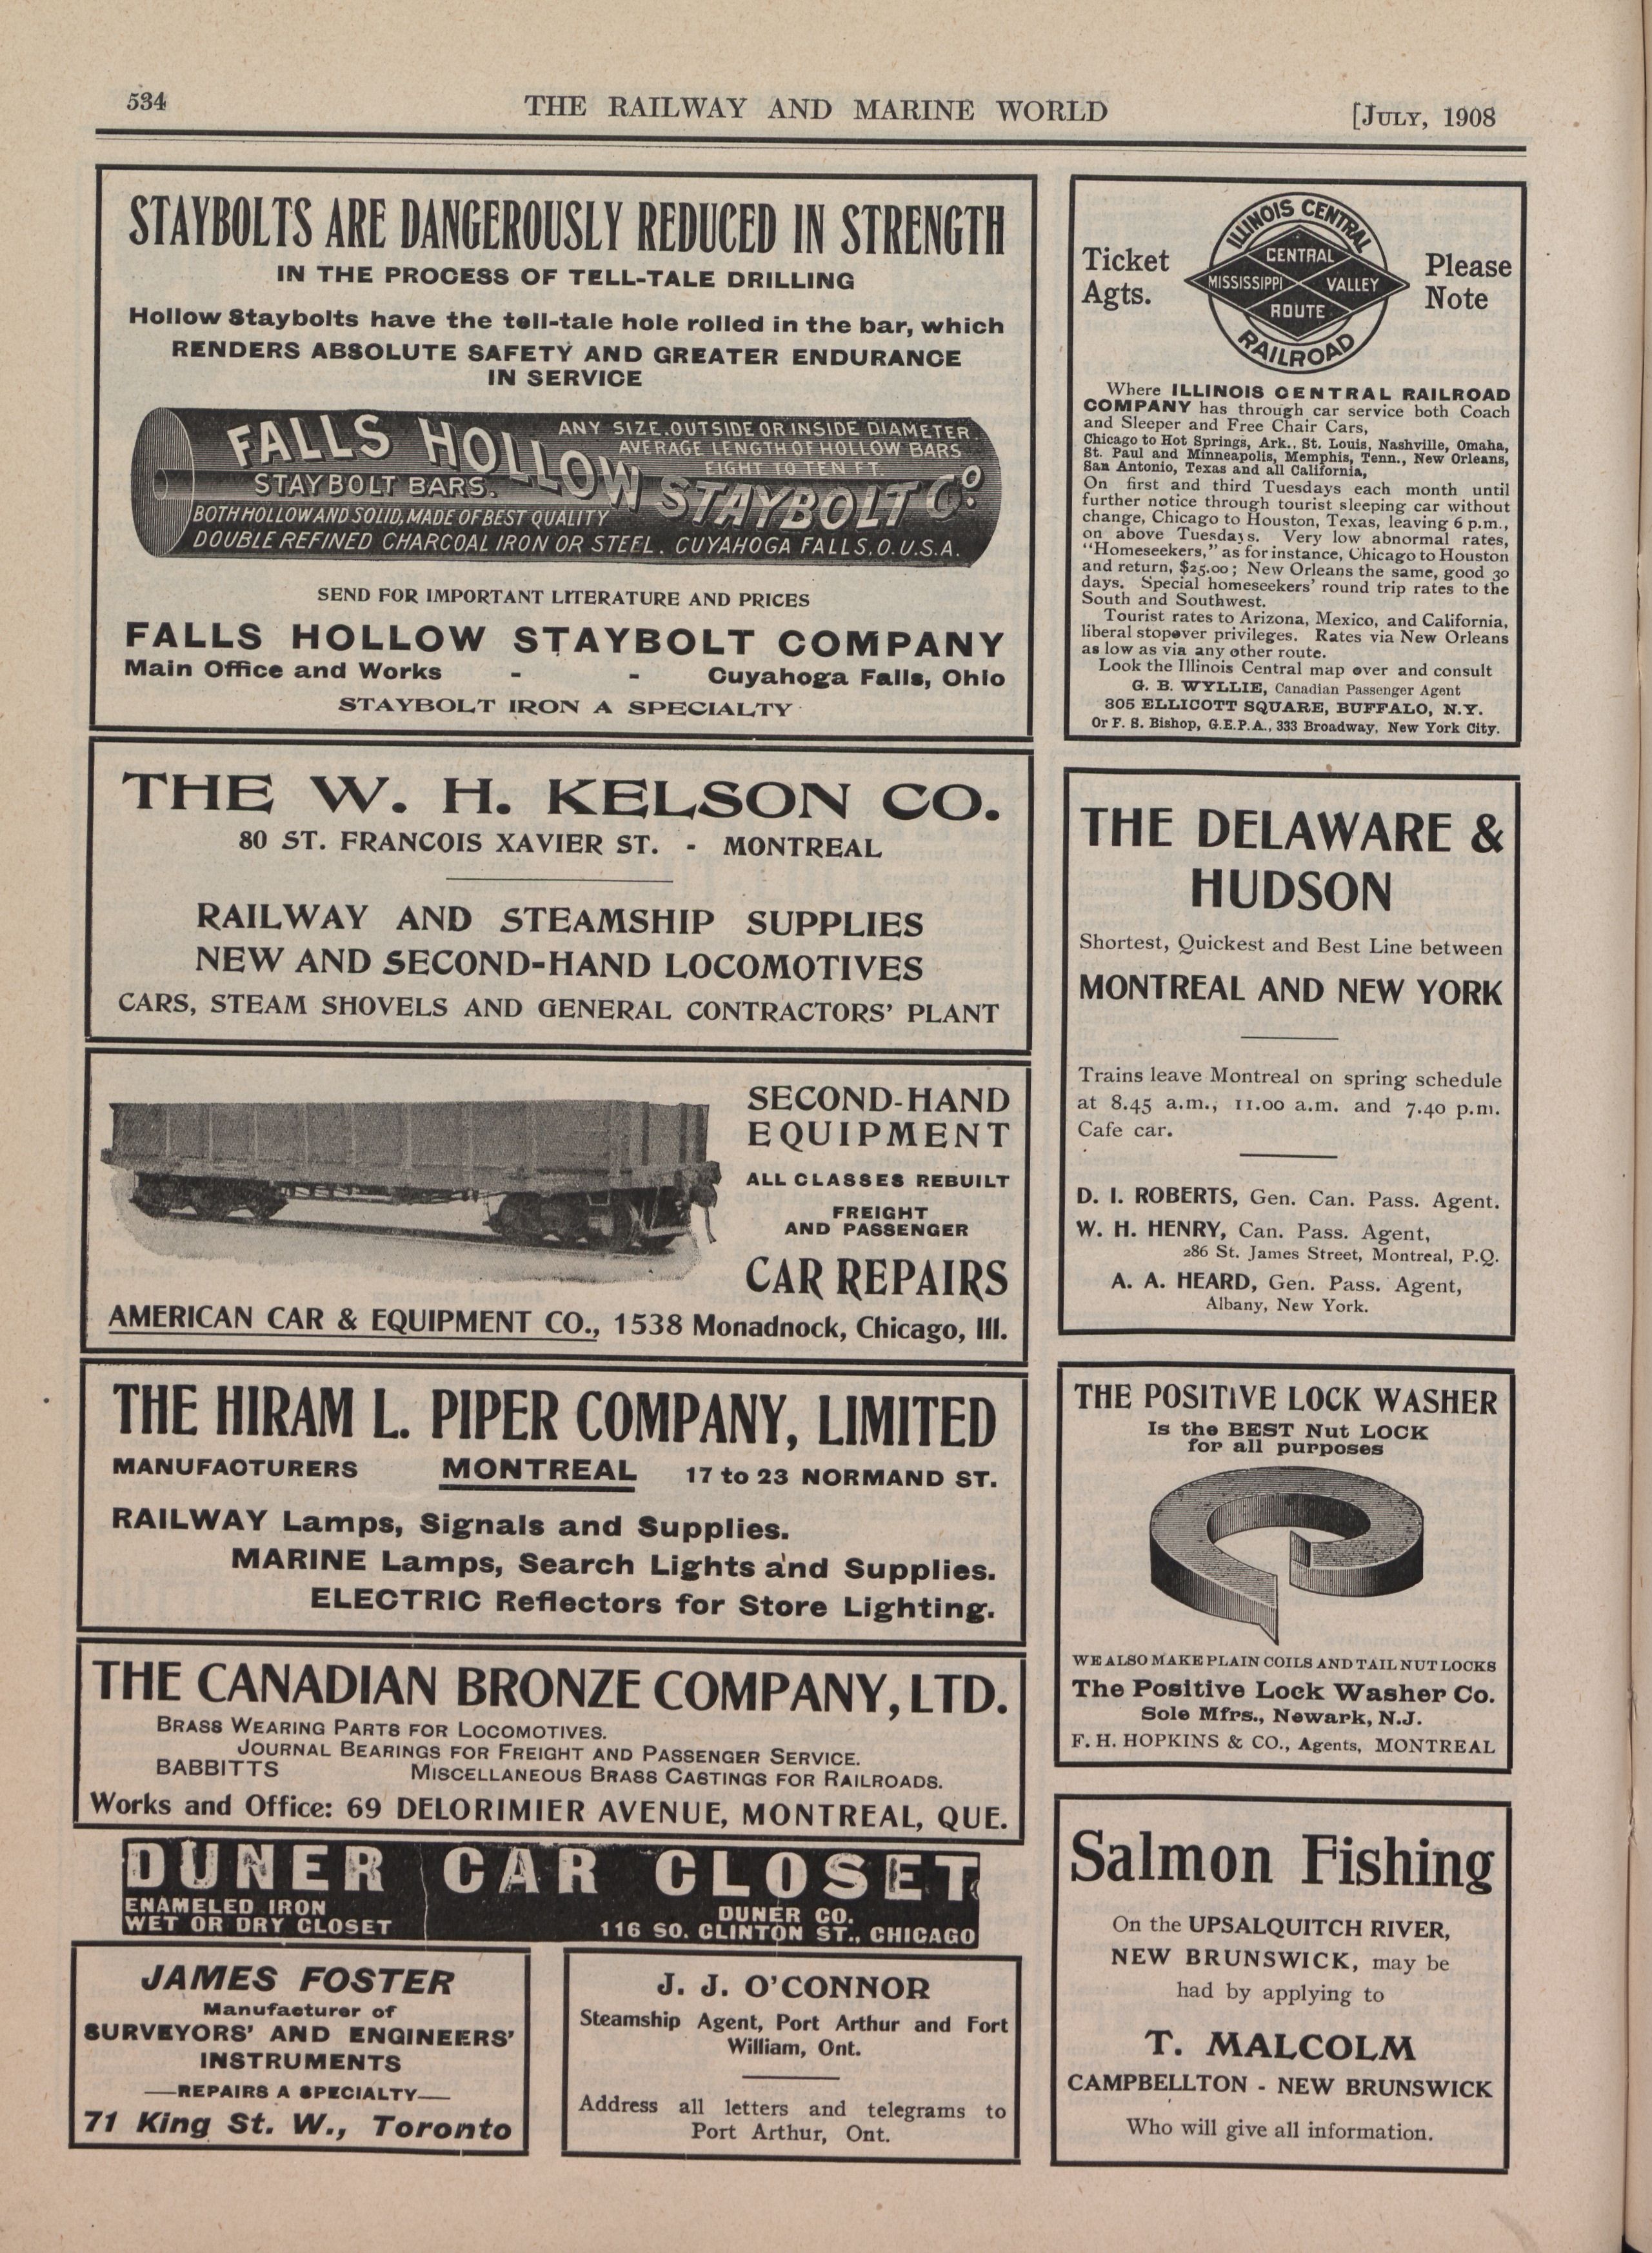 534
THE RAILWAY AND MARINE WORLD
[JULY, 1908
STAYBOLTS ARE DANGEROUSLY REDUCED IN STRENGTH
IN THE PROCESS OF TELL-TALE DRILLING
Hollow Staybolts have the tell-tale hole rolled in the bar, which
RENDERS ABSOLUTE SAFETY AND GREATER ENDURANCE
IN SERVICE
FALLS HOLLOW STAYBOLT CO.
ANY SIZE OUTSIDE OR INSIDE DIAMETER
AVERAGE LENGTH OF HOLLOW BARS
EIGHT TO TEN FT.
STAYBOLT BARS.
BOTH HOLLOW AND SOLID, MADE OF BEST QUALITY
DOUBLE REFINED CHARCOAL IRON OR STEEL. CUYAHOGA FALLS, O. U.S.A.
SEND FOR IMPORTANT LITERATURE AND PRICES
FALLS HOLLOW STAYBOLT COMPANY
Main Office and Works - - Cuyahoga Falls, Ohio
STAYBOLT IRON A SPECIALTY
THE W. H. KELSON CO.
80 ST. FRANCOIS XAVIER ST. - MONTREAL
RAILWAY AND STEAMSHIP SUPPLIES
NEW AND SECOND-HAND LOCOMOTIVES
CARS, STEAM SHOVELS AND GENERAL CONTRACTORS' PLANT
SECOND-HAND
EQUIPMENT
ALL CLASSES REBUILT
FREIGHT
AND PASSENGER
CAR REPAIRS
AMERICAN CAR & EQUIPMENT CO., 1538 Monadnock, Chicago, Ill.
THE HIRAM L. PIPER COMPANY, LIMITED
MANUFACTURERS MONTREAL 17 to 23 NORMAND ST.
RAILWAY Lamps, Signals and Supplies.
MARINE Lamps, Search Lights and Supplies.
ELECTRIC Reflectors for Store Lighting.
THE CANADIAN BRONZE COMPANY, LTD.
BRASS WEARING PARTS FOR LOCOMOTIVES.
JOURNAL BEARINGS FOR FREIGHT AND PASSENGER SERVICE.
BABBITTS MISCELLANEOUS BRASS CASTINGS FOR RAILROADS.
Works and Office: 69 DELORIMIER AVENUE, MONTREAL, QUE.
DUNER CAR CLOSET
ENAMELED IRON
WET OR DRY CLOSET
DUNER CO.
116 SO. CLINTON ST., CHICAGO
JAMES FOSTER
Manufacturer of
SURVEYORS' AND ENGINEERS'
INSTRUMENTS
—REPAIRS A SPECIALTY—
71 King St. W., Toronto
J. J. O'CONNOR
Steamship Agent, Port Arthur and Fort
William, Ont.
Address all letters and telegrams to
Port Arthur, Ont.
Ticket
Agts.
ILLINOIS CENTRAL
CENTRAL
MISSISSIPPI VALLEY
ROUTE
RAILROAD
Please
Note
Where ILLINOIS CENTRAL RAILROAD
COMPANY has through car service both Coach
and Sleeper and Free Chair Cars,
Chicago to Hot Springs, Ark., St. Louis, Nashville, Omaha,
St. Paul and Minneapolis, Memphis, Tenn., New Orleans,
San Antonio, Texas and all California,
On first and third Tuesdays each month until
further notice through tourist sleeping car without
change, Chicago to Houston, Texas, leaving 6 p.m.,
on above Tuesdays. Very low abnormal rates,
"Homeseekers," as for instance, Chicago to Houston
and return, $25.00; New Orleans the same, good 30
days. Special homeseekers' round trip rates to the
South and Southwest.
Tourist rates to Arizona, Mexico, and California,
liberal stopover privileges. Rates via New Orleans
as low as via any other route.
Look the Illinois Central map over and consult
G. B. WYLLIE, Canadian Passenger Agent
305 ELLICOTT SQUARE, BUFFALO, N.Y.
Or F. S. Bishop, G.E.P.A., 333 Broadway, New York City.
THE DELAWARE &
HUDSON
Shortest, Quickest and Best Line between
MONTREAL AND NEW YORK
Trains leave Montreal on spring schedule
at 8.45 a.m., 11.00 a.m. and 7.40 p.m.
Cafe car.
D. I. ROBERTS, Gen. Can. Pass. Agent.
W. H. HENRY, Can. Pass. Agent,
286 St. James Street, Montreal, P.Q.
A. A. HEARD, Gen. Pass. Agent,
Albany, New York.
THE POSITIVE LOCK WASHER
Is the BEST Nut LOCK
for all purposes
WE ALSO MAKE PLAIN COILS AND TAIL NUT LOCKS
The Positive Lock Washer Co.
Sole Mfrs., Newark, N.J.
F. H. HOPKINS & CO., Agents, MONTREAL
Salmon Fishing
On the UPSALQUITCH RIVER,
NEW BRUNSWICK, may be
had by applying to
T. MALCOLM
CAMPBELLTON - NEW BRUNSWICK
Who will give all information.